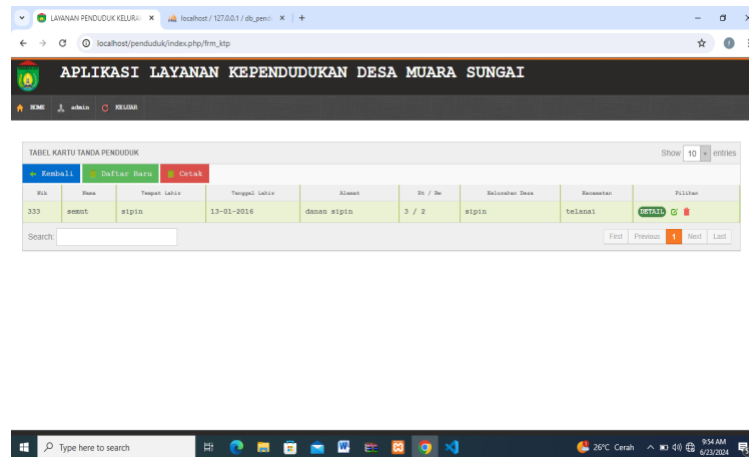 LAYANAN PENDUDUK KELURA
localhost / 127.0.0.1 / db_pend
localhost/penduduk/index.php/frm_ktp
APLIKASI LAYANAN KEPENDUDUKAN DESA MUARA SUNGAI
HOME admin KELUAR
TABEL KARTU TANDA PENDUDUK
Show 10 entries
Kembali Daftar Baru Cetak
Nik Nama Tempat Lahir Tanggal Lahir Alamat Rt / Rw Kelurahan Desa Kecamatan Pilihan
333 semut sipin 13-01-2016 danan sipin 3 / 2 sipin telanai DETAIL
Search:
First Previous 1 Next Last
Type here to search
26°C Cerah
9:54 AM
6/23/2024